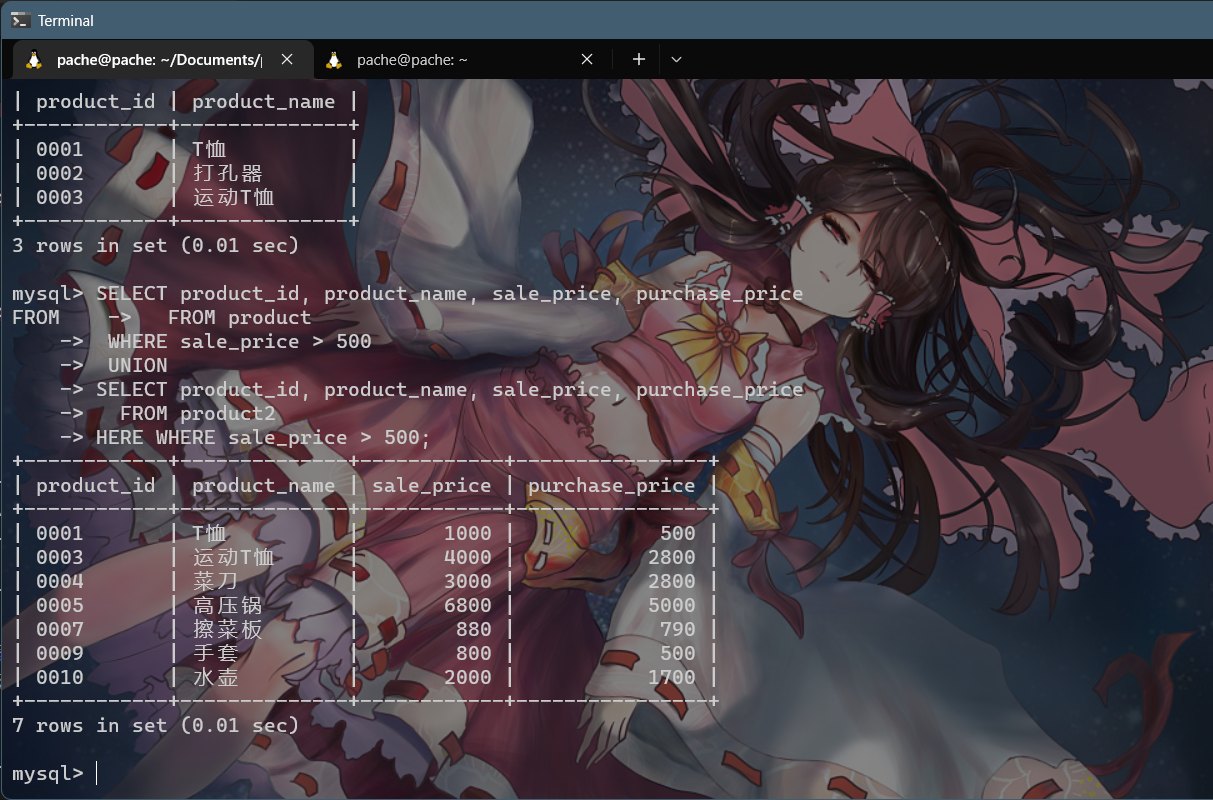 Terminal
pache@pache: ~/Documents/ pache@pache: ~
| product_id | product_name |
+------------+--------------+
| 0001       | T恤          |
| 0002       | 打孔器       |
| 0003       | 运动T恤      |
+------------+--------------+
3 rows in set (0.01 sec)
mysql> SELECT product_id, product_name, sale_price, purchase_price
FROM    ->   FROM product
    ->  WHERE sale_price > 500
    ->  UNION
    -> SELECT product_id, product_name, sale_price, purchase_price
    ->   FROM product2
    -> HERE WHERE sale_price > 500;
+------------+--------------+------------+----------------+
| product_id | product_name | sale_price | purchase_price |
+------------+--------------+------------+----------------+
| 0001       | T恤          |       1000 |            500 |
| 0003       | 运动T恤      |       4000 |           2800 |
| 0004       | 菜刀         |       3000 |           2800 |
| 0005       | 高压锅       |       6800 |           5000 |
| 0007       | 擦菜板       |        880 |            790 |
| 0009       | 手套         |        800 |            500 |
| 0010       | 水壶         |       2000 |           1700 |
+------------+--------------+------------+----------------+
7 rows in set (0.01 sec)
mysql>